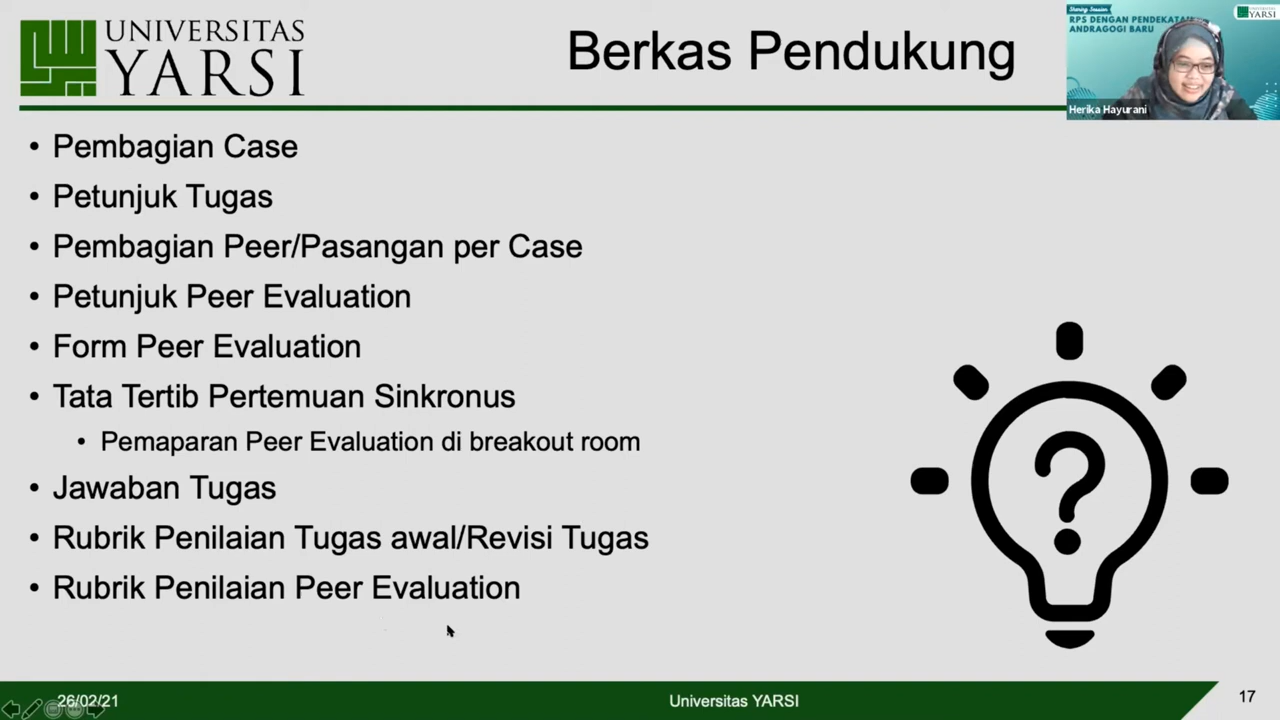 UNIVERSITAS
YARSI
Berkas Pendukung
Sharing Session
RPS DENGAN PENDEKATAN
ANDRAGOGI BARU
UNIVERSITAS
YARSI
Herika Hayurani
• Pembagian Case
• Petunjuk Tugas
• Pembagian Peer/Pasangan per Case
• Petunjuk Peer Evaluation
• Form Peer Evaluation
• Tata Tertib Pertemuan Sinkronus
• Pemaparan Peer Evaluation di breakout room
• Jawaban Tugas
• Rubrik Penilaian Tugas awal/Revisi Tugas
• Rubrik Penilaian Peer Evaluation
?
26/02/21
Universitas YARSI
17